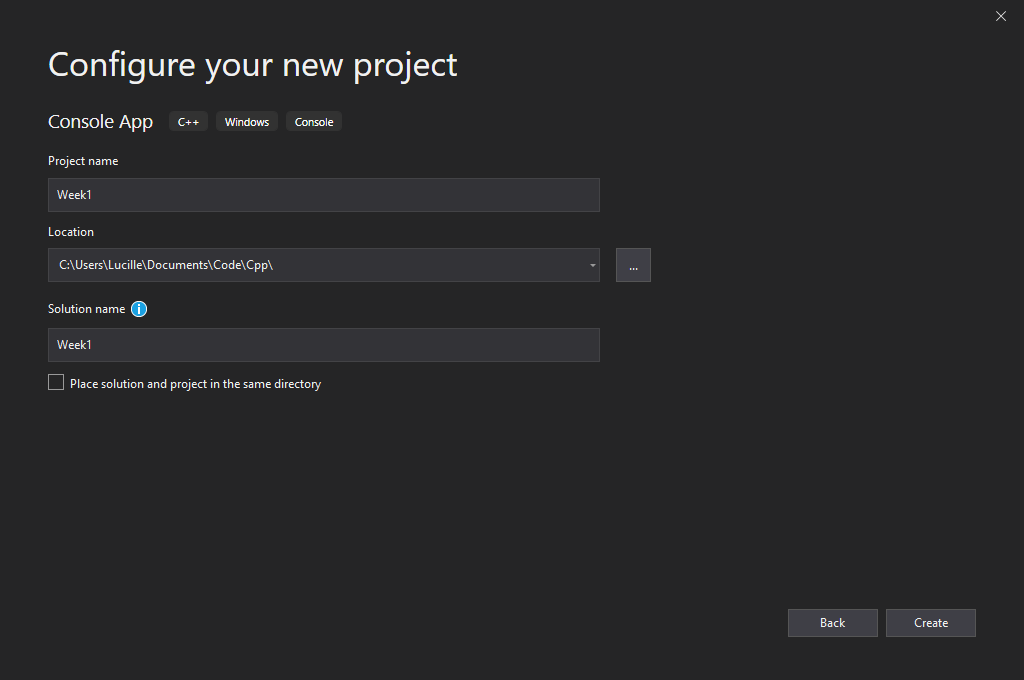 Configure your new project
Console App C++ Windows Console
Project name
Week1
Location
C:\Users\Lucille\Documents\Code\Cpp\
...
Solution name
Week1
Place solution and project in the same directory
Back Create